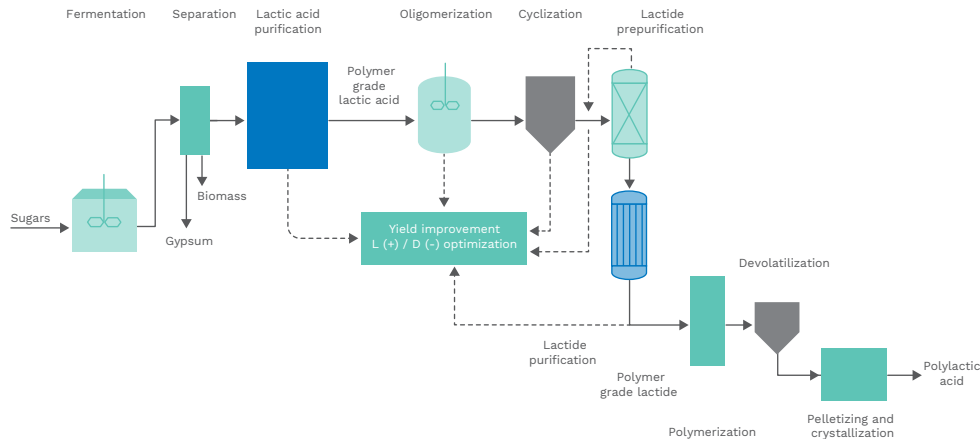 Fermentation
Separation
Lactic acid
purification
Oligomerization
Cyclization
Lactide
prepurification
Polymer
grade
lactic acid
Sugars
Biomass
Gypsum
Yield improvement
L (+) / D (-) optimization
Devolatilization
Lactide
purification
Polymer
grade lactide
Polylactic
acid
Pelletizing and
crystallization
Polymerization